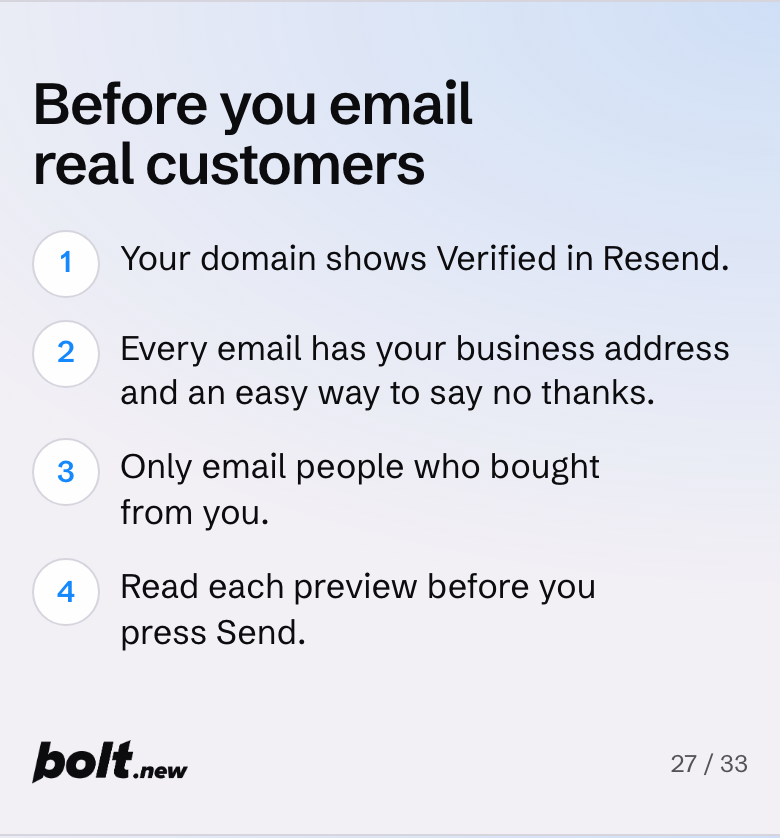 Before you email
real customers
1 Your domain shows Verified in Resend.
2 Every email has your business address
and an easy way to say no thanks.
3 Only email people who bought
from you.
4 Read each preview before you
press Send.
bolt.new
27 / 33